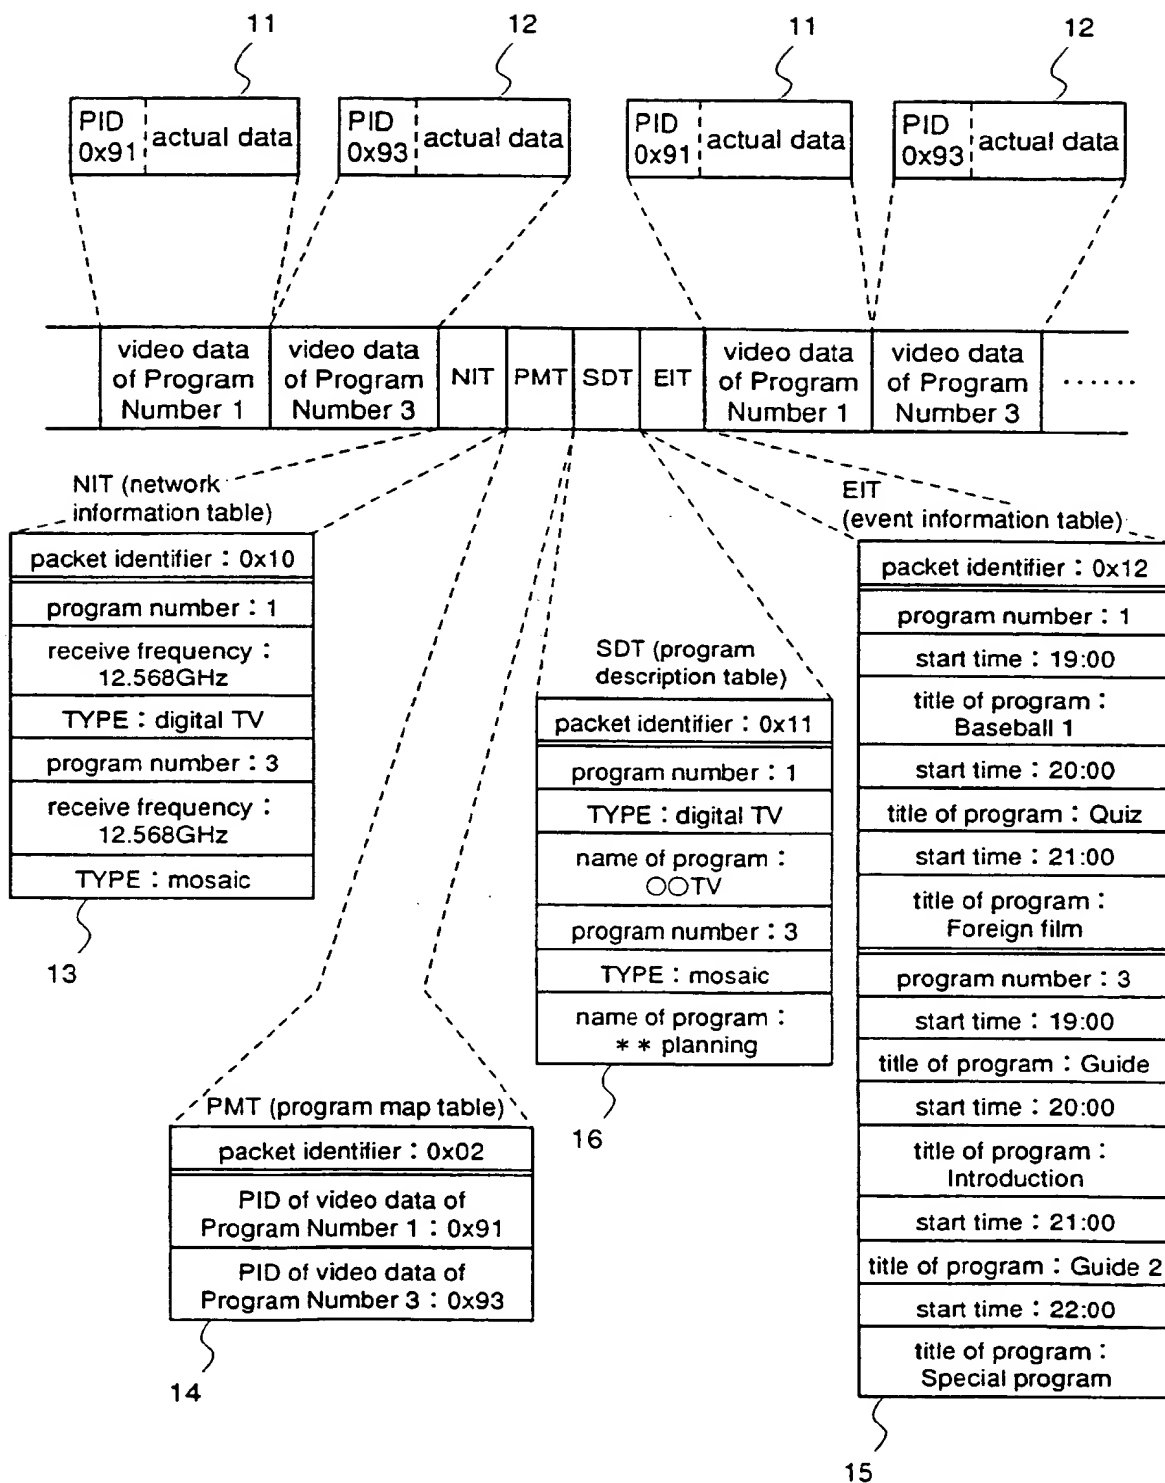 11
12
11
12
PID
0x91
actual data
PID
0x93
actual data
PID
0x91
actual data
PID
0x93
actual data
video data
of Program
Number 1
video data
of Program
Number 3
NIT
PMT
SDT
EIT
video data
of Program
Number 1
video data
of Program
Number 3
......
NIT (network
information table)
packet identifier : 0x10
program number : 1
receive frequency :
12.568GHz
TYPE : digital TV
program number : 3
receive frequency :
12.568GHz
TYPE : mosaic
13
PMT (program map table)
packet identifier : 0x02
PID of video data of
Program Number 1 : 0x91
PID of video data of
Program Number 3 : 0x93
14
SDT (program
description table)
packet identifier : 0x11
program number : 1
TYPE : digital TV
name of program :
○○TV
program number : 3
TYPE : mosaic
name of program :
** planning
16
EIT
(event information table)
packet identifier : 0x12
program number : 1
start time : 19:00
title of program :
Baseball 1
start time : 20:00
title of program : Quiz
start time : 21:00
title of program :
Foreign film
program number : 3
start time : 19:00
title of program : Guide
start time : 20:00
title of program :
Introduction
start time : 21:00
title of program : Guide 2
start time : 22:00
title of program :
Special program
15